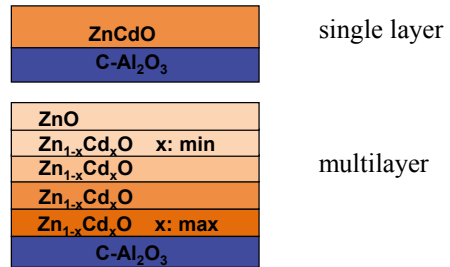 ZnCdO single layer
C-Al₂O₃
ZnO
Zn₁₋ₓCdₓO x: min
Zn₁₋ₓCdₓO multilayer
Zn₁₋ₓCdₓO
Zn₁₋ₓCdₓO x: max
C-Al₂O₃